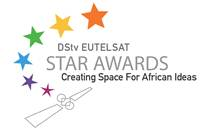 DStv EUTELSAT
STAR AWARDS
Creating Space For African Ideas